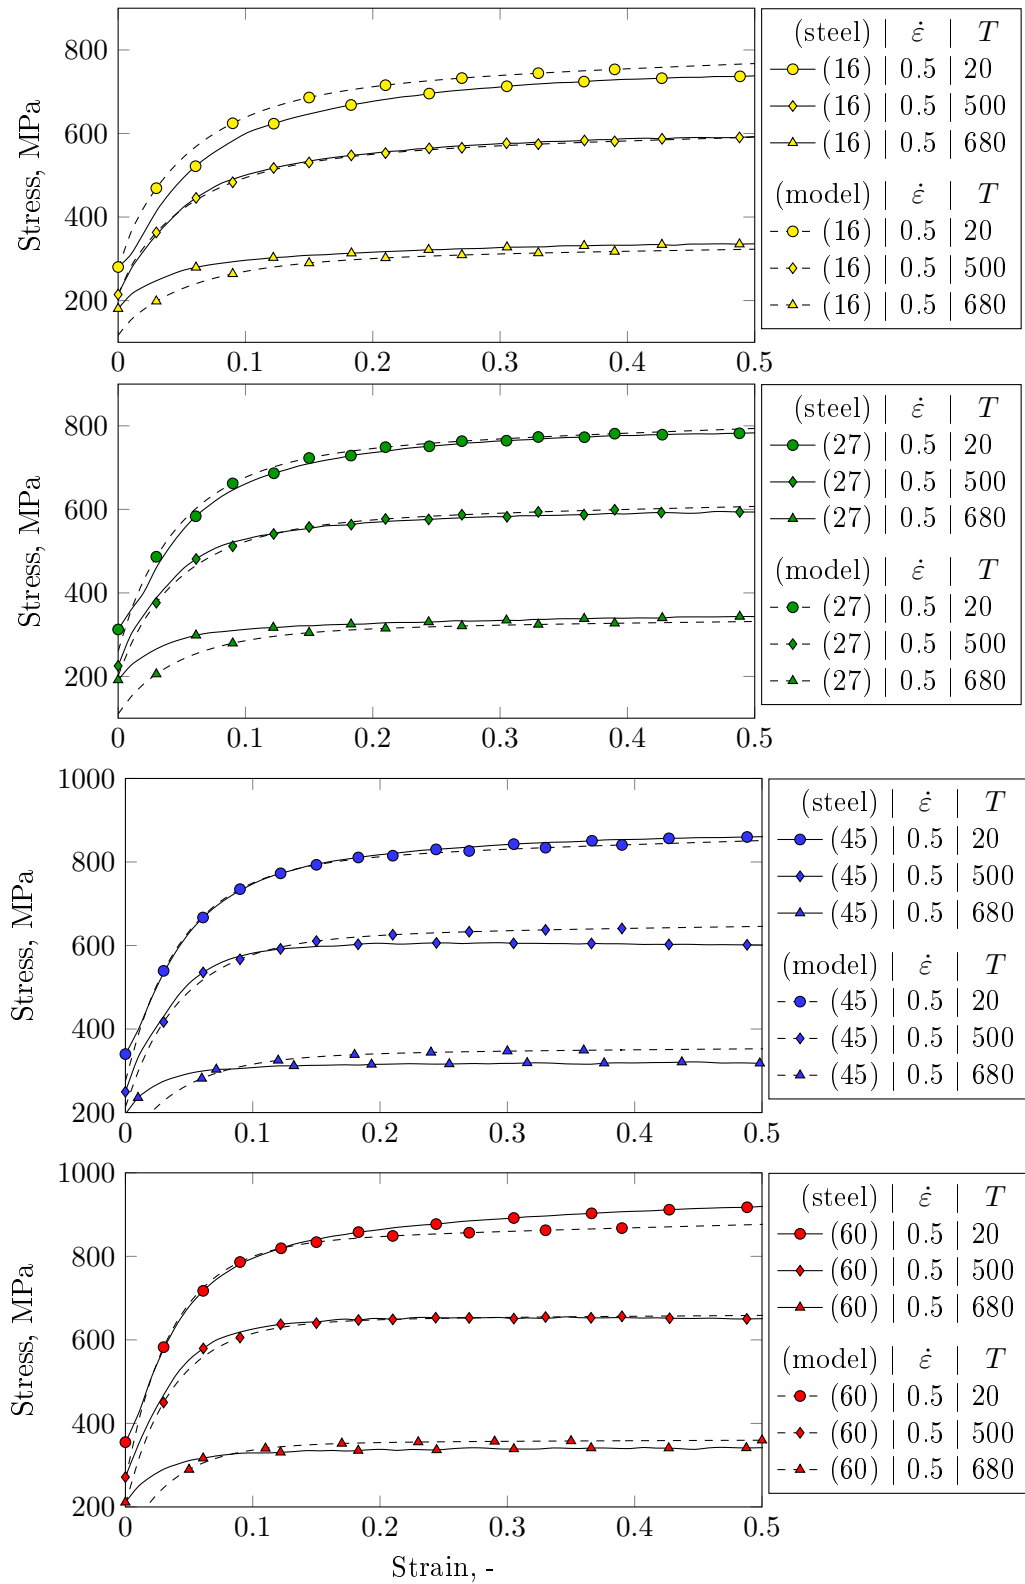 800
600
400
200
Stress, MPa
0
0.1
0.2
0.3
0.4
0.5
(steel) | ε̇ | T
(16) | 0.5 | 20
(16) | 0.5 | 500
(16) | 0.5 | 680
(model) | ε̇ | T
(16) | 0.5 | 20
(16) | 0.5 | 500
(16) | 0.5 | 680
800
600
400
200
Stress, MPa
0
0.1
0.2
0.3
0.4
0.5
(steel) | ε̇ | T
(27) | 0.5 | 20
(27) | 0.5 | 500
(27) | 0.5 | 680
(model) | ε̇ | T
(27) | 0.5 | 20
(27) | 0.5 | 500
(27) | 0.5 | 680
1000
800
600
400
200
Stress, MPa
0
0.1
0.2
0.3
0.4
0.5
(steel) | ε̇ | T
(45) | 0.5 | 20
(45) | 0.5 | 500
(45) | 0.5 | 680
(model) | ε̇ | T
(45) | 0.5 | 20
(45) | 0.5 | 500
(45) | 0.5 | 680
1000
800
600
400
200
Stress, MPa
0
0.1
0.2
0.3
0.4
0.5
Strain, -
(steel) | ε̇ | T
(60) | 0.5 | 20
(60) | 0.5 | 500
(60) | 0.5 | 680
(model) | ε̇ | T
(60) | 0.5 | 20
(60) | 0.5 | 500
(60) | 0.5 | 680